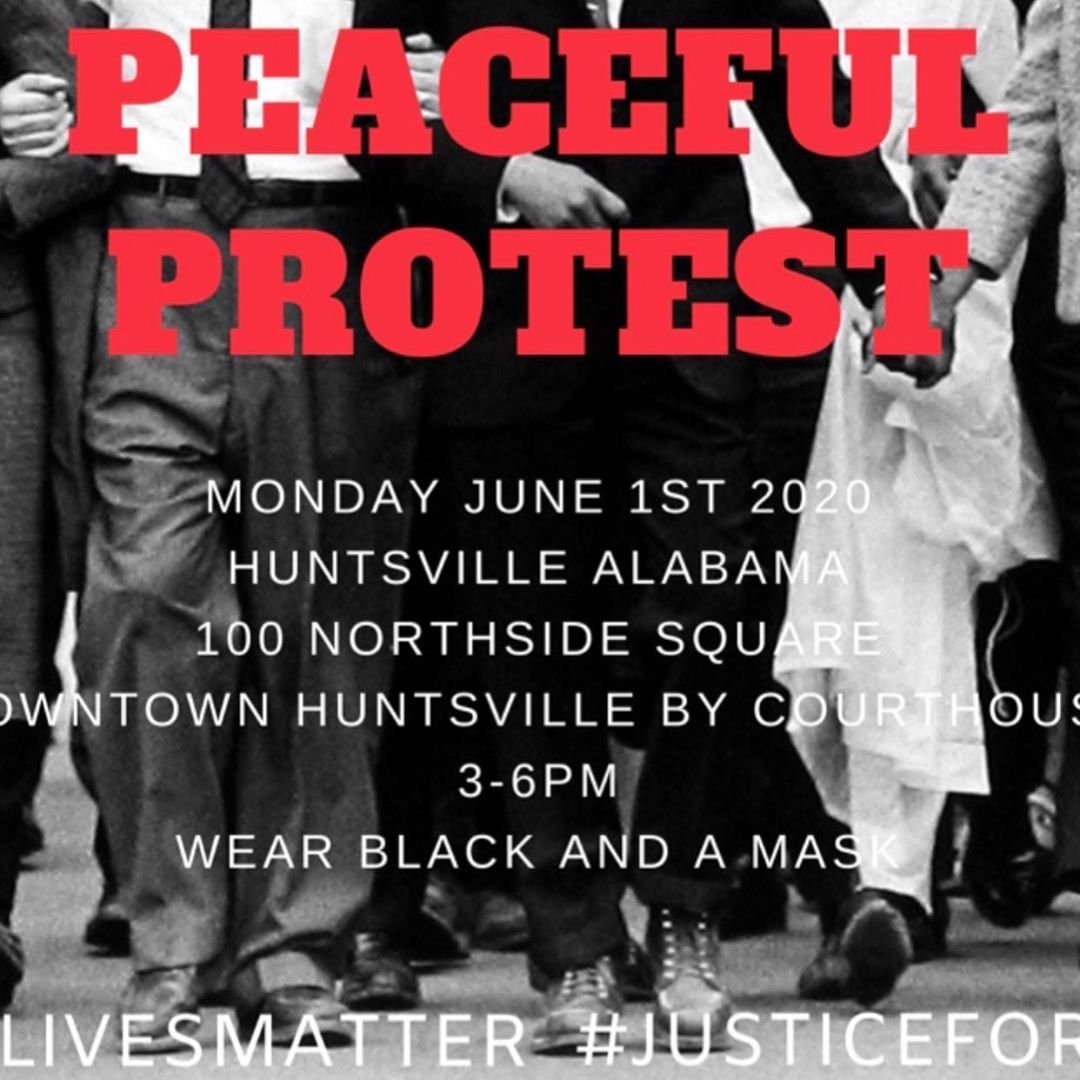 PEACEFUL
PROTEST
MONDAY JUNE 1ST 2020
HUNTSVILLE ALABAMA
100 NORTHSIDE SQUARE
OWNTOWN HUNTSVILLE BY COURTHOUS
3-6PM
WEAR BLACK AND A MASK
LIVESMATTER #JUSTICEFOR